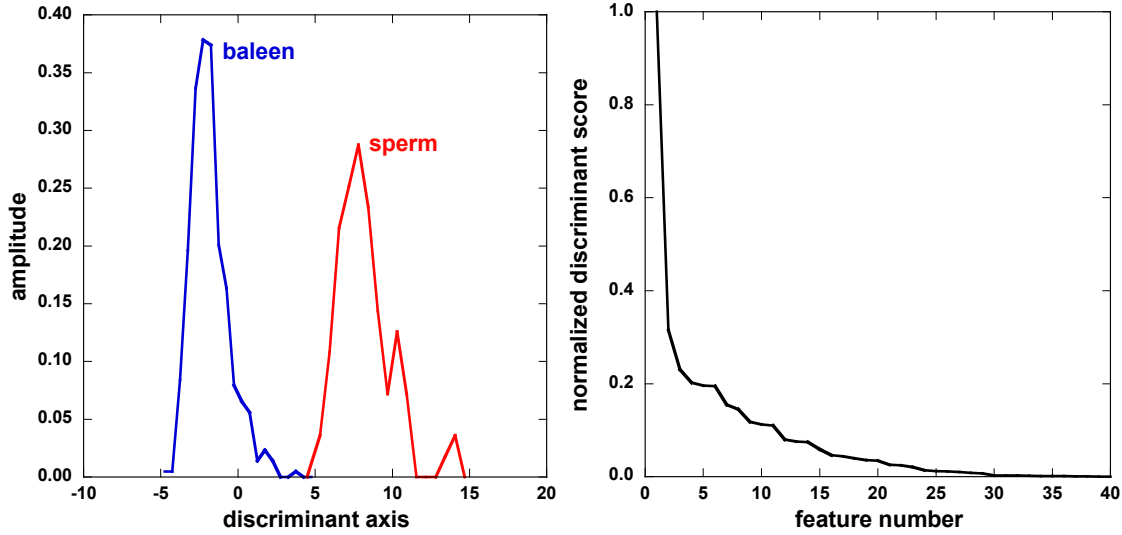 0.40
0.35
0.30
0.25
0.20
0.15
0.10
0.05
0.00
amplitude
baleen
sperm
-10 -5 0 5 10 15 20
discriminant axis
1.0
0.8
0.6
0.4
0.2
0.0
normalized discriminant score
0 5 10 15 20 25 30 35 40
feature number